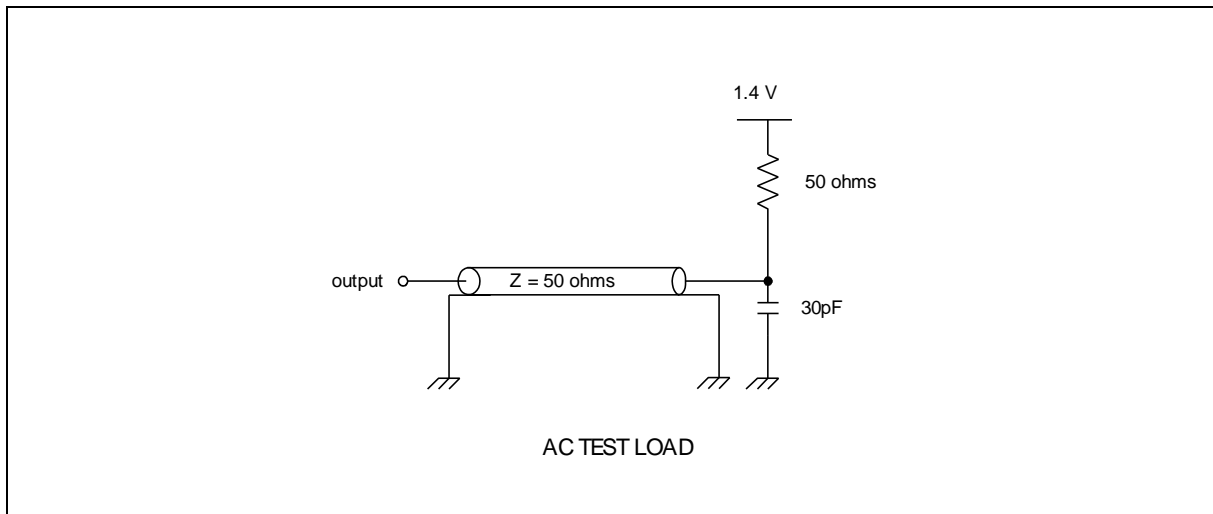 1.4 V
50 ohms
output
Z = 50 ohms
30pF
AC TEST LOAD